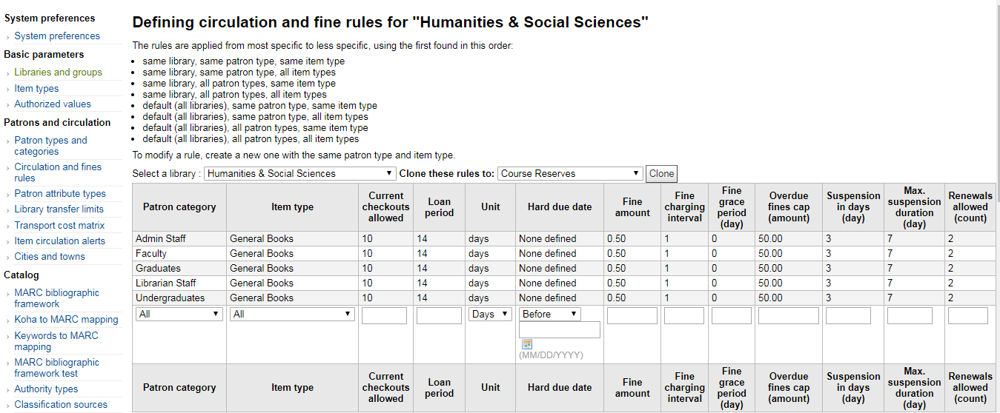 System preferences
System preferences
Basic parameters
Libraries and groups
Item types
Authorized values
Patrons and circulation
Patron types and
categories
Circulation and fines
rules
Patron attribute types
Library transfer limits
Transport cost matrix
Item circulation alerts
Cities and towns
Catalog
MARC bibliographic
framework
Koha to MARC mapping
Keywords to MARC
mapping
MARC bibliographic
framework test
Authority types
Classification sources
Defining circulation and fine rules for "Humanities & Social Sciences"
The rules are applied from most specific to less specific, using the first found in this order:
same library, same patron type, same item type
same library, same patron type, all item types
same library, all patron types, same item type
same library, all patron types, all item types
default (all libraries), same patron type, same item type
default (all libraries), same patron type, all item types
default (all libraries), all patron types, same item type
default (all libraries), all patron types, all item types
To modify a rule, create a new one with the same patron type and item type.
Select a library : Humanities & Social Sciences Clone these rules to: Course Reserves Clone
Patron category Item type Current checkouts allowed Loan period Unit Hard due date Fine amount Fine charging interval Fine grace period (day) Overdue fines cap (amount) Suspension in days (day) Max. suspension duration (day) Renewals allowed (count)
Admin Staff General Books 10 14 days None defined 0.50 1 0 50.00 3 7 2
Faculty General Books 10 14 days None defined 0.50 1 0 50.00 3 7 2
Graduates General Books 10 14 days None defined 0.50 1 0 50.00 3 7 2
Librarian Staff General Books 10 14 days None defined 0.50 1 0 50.00 3 7 2
Undergraduates General Books 10 14 days None defined 0.50 1 0 50.00 3 7 2
All All Days Before
(MM/DD/YYYY)
Patron category Item type Current checkouts allowed Loan period Unit Hard due date Fine amount Fine charging interval Fine grace period (day) Overdue fines cap (amount) Suspension in days (day) Max. suspension duration (day) Renewals allowed (count)